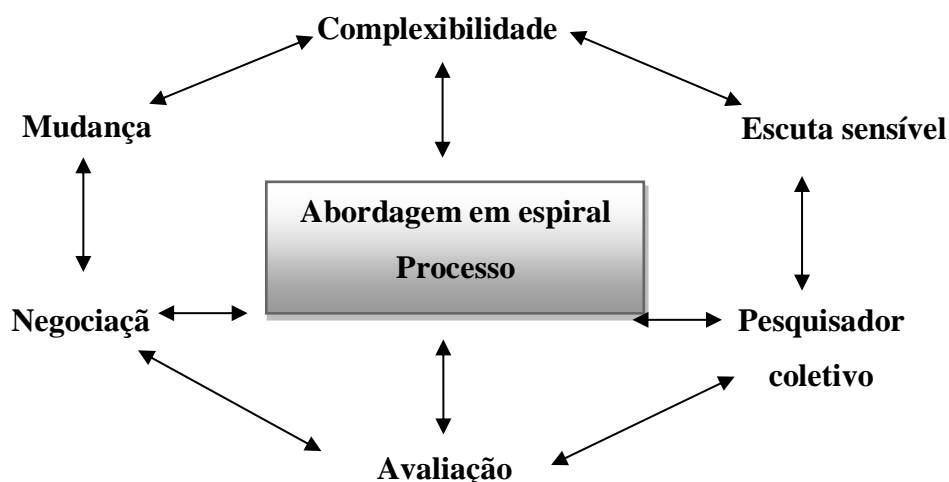 Complexibilidade
Mudança
Escuta sensível
Abordagem em espiral
Processo
Negociaçã
Pesquisador
coletivo
Avaliação